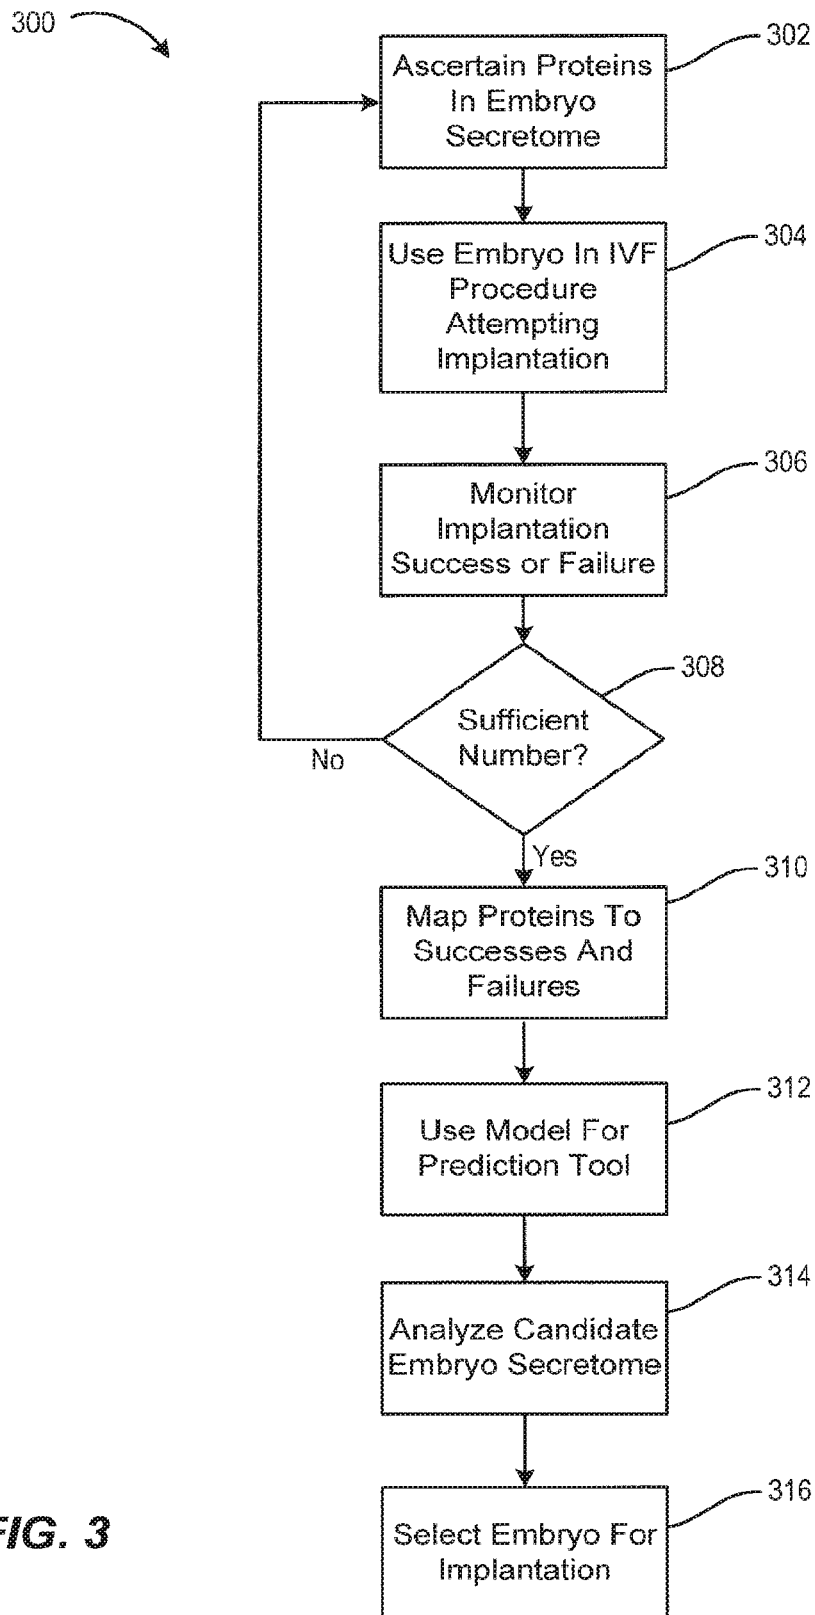 300
302
Ascertain Proteins
In Embryo
Secretome
304
Use Embryo In IVF
Procedure
Attempting
Implantation
306
Monitor
Implantation
Success or Failure
308
Sufficient
Number?
No
Yes
310
Map Proteins To
Successes And
Failures
312
Use Model For
Prediction Tool
314
Analyze Candidate
Embryo Secretome
316
Select Embryo For
Implantation
FIG. 3